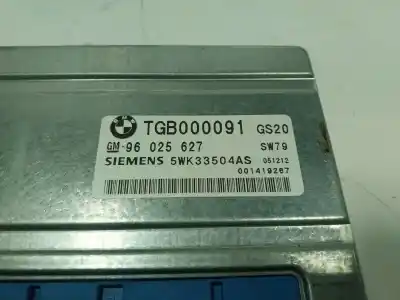 TGB000091 GS20
GM 96 025 627 SW79
SIEMENS 5WK33504AS 051212
001419267